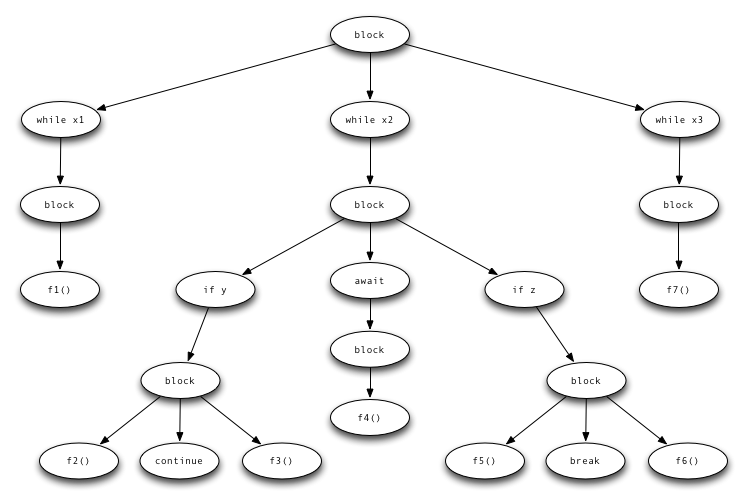 block
while x1
while x2
while x3
block
block
block
f1()
if y
await
if z
f7()
block
block
block
f4()
f2()
continue
f3()
f5()
break
f6()